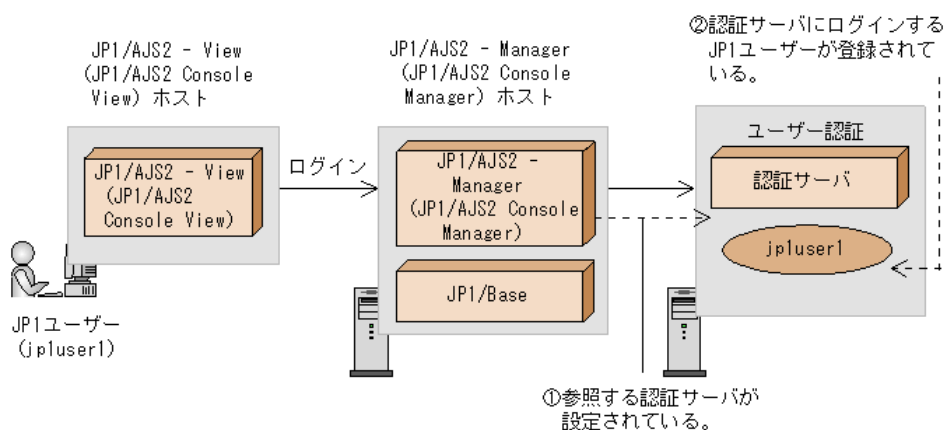 ②認証サーバにログインする
JP1ユーザーが登録されて
いる。
JP1/AJS2 - View
(JP1/AJS2 Console
View) ホスト
JP1/AJS2 - Manager
(JP1/AJS2 Console
Manager) ホスト
JP1/AJS2 - View
(JP1/AJS2
Console View)
ログイン
JP1/AJS2 -
Manager
(JP1/AJS2 Console
Manager)
JP1/Base
ユーザー認証
認証サーバ
jp1user1
JP1ユーザー
(jp1user1)
①参照する認証サーバが
設定されている。